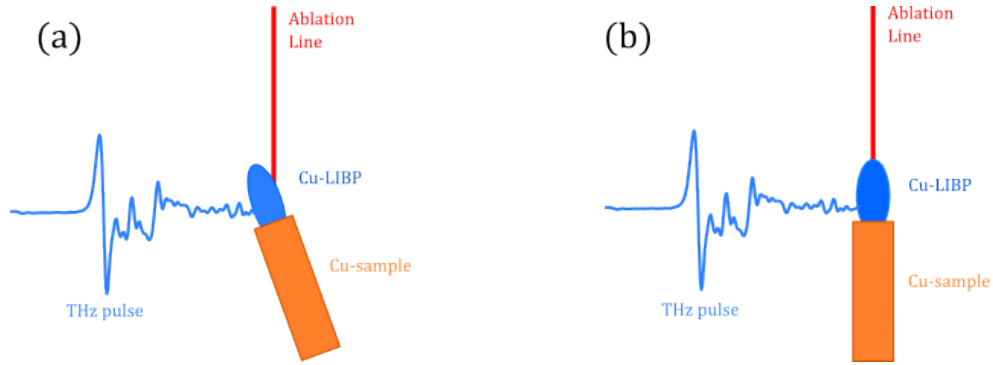 (a)
Ablation
Line
Cu-LIBP
Cu-sample
THz pulse
(b)
Ablation
Line
Cu-LIBP
Cu-sample
THz pulse